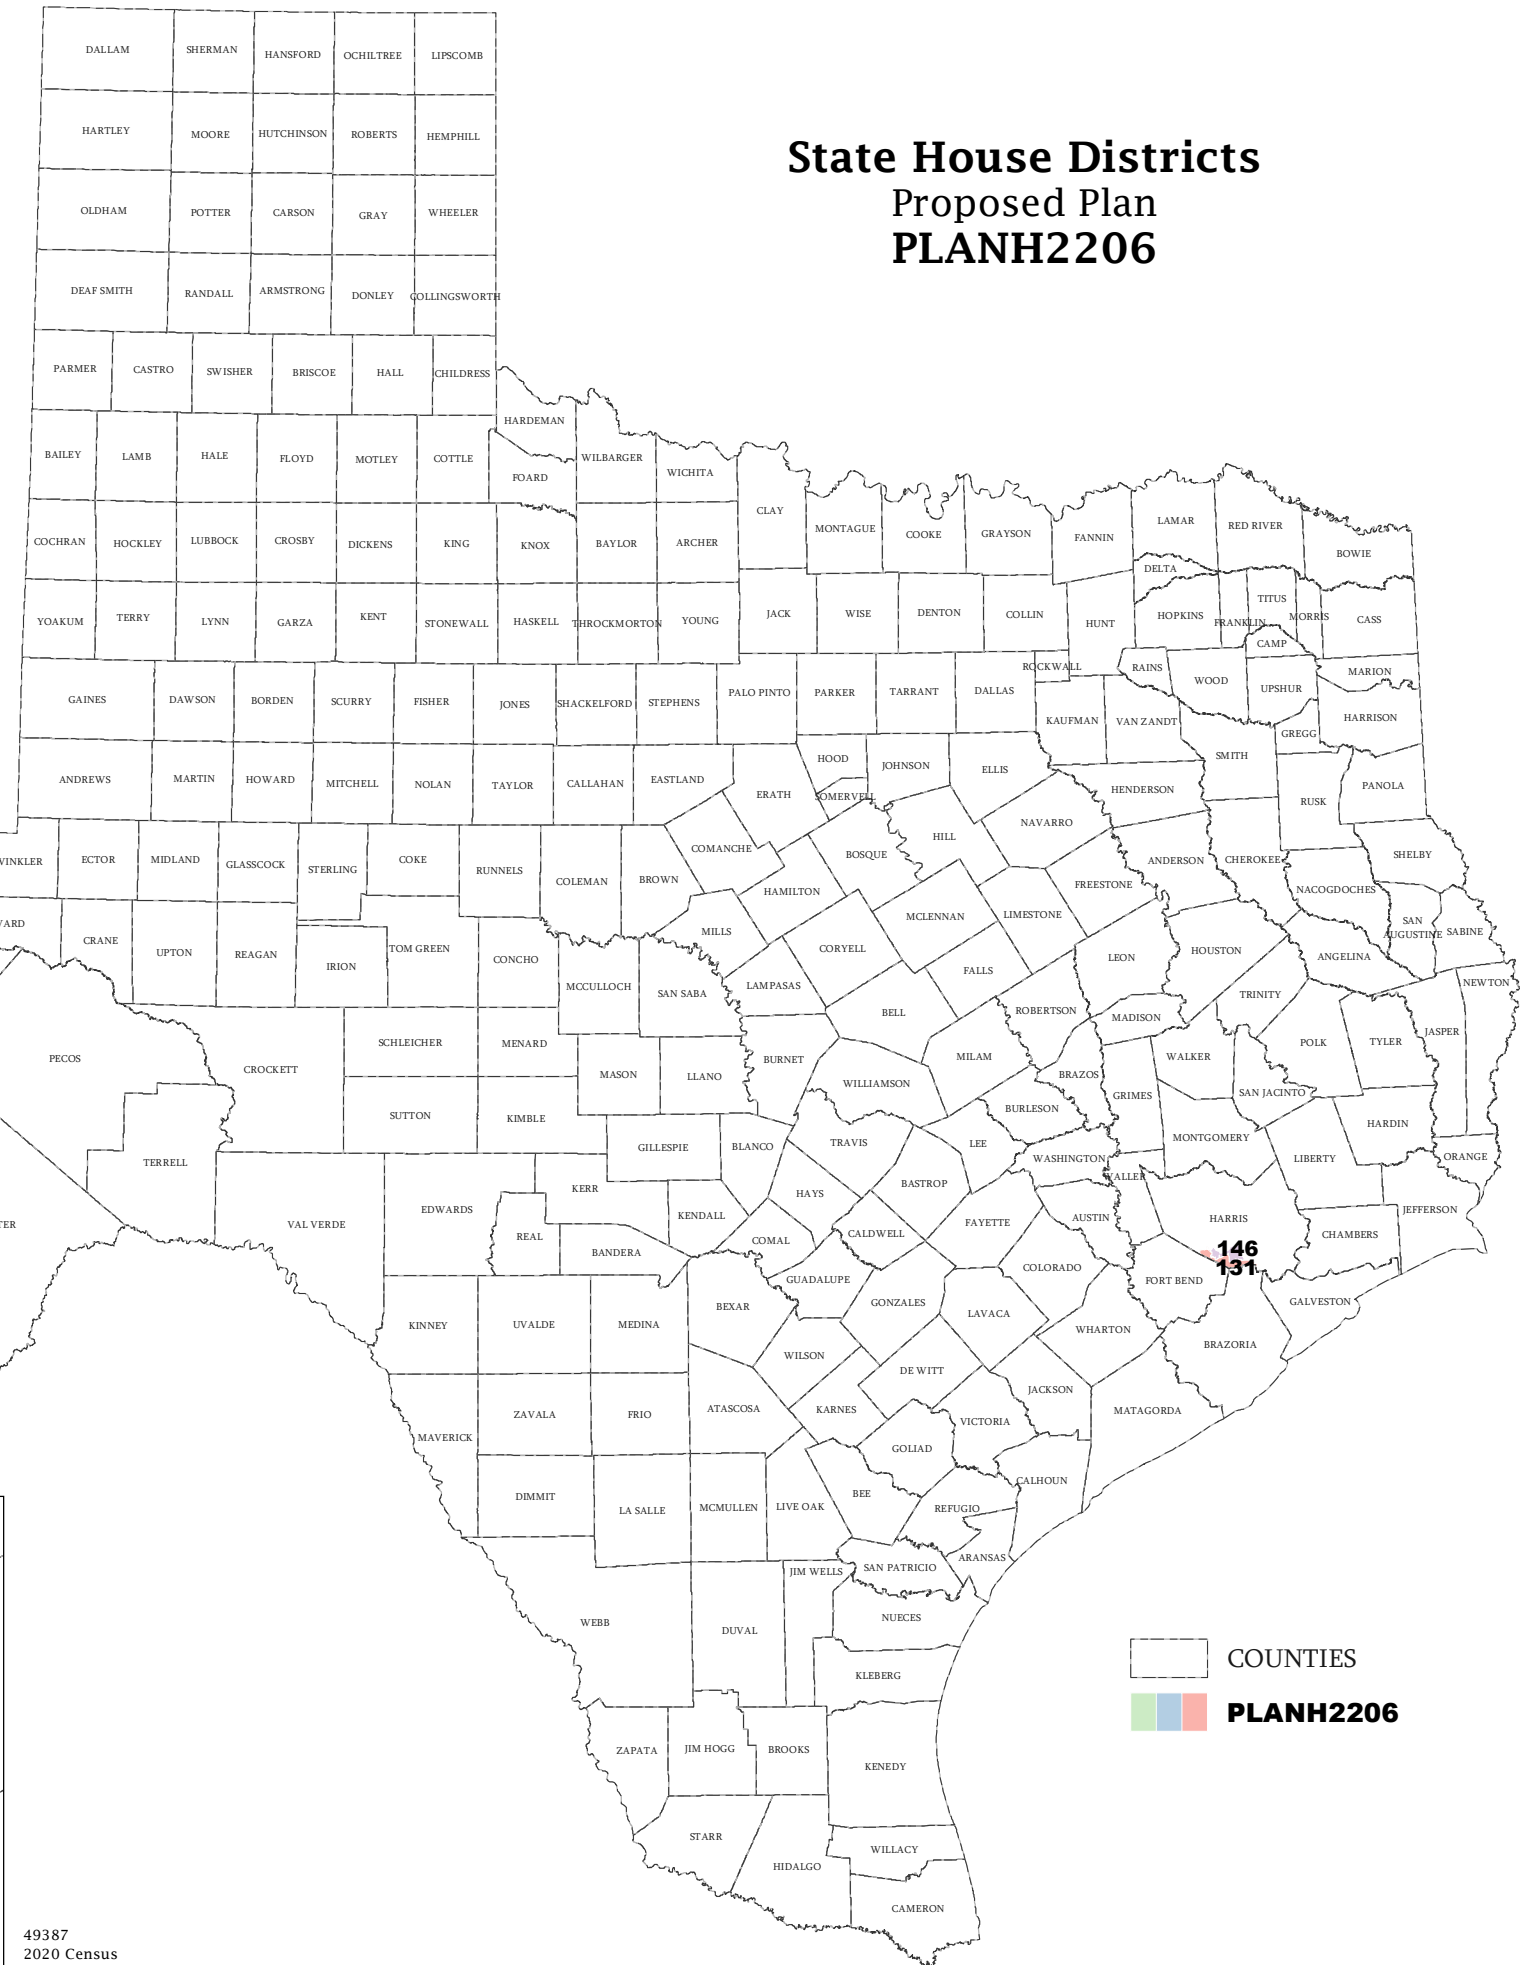 State House Districts
Proposed Plan
PLANH2206
DALLAM
SHERMAN
HANSFORD
OCHILTREE
LIPSCOMB
HARTLEY
MOORE
HUTCHINSON
ROBERTS
HEMPHILL
OLDHAM
POTTER
CARSON
GRAY
WHEELER
DEAF SMITH
RANDALL
ARMSTRONG
DONLEY
COLLINGSWORTH
PARMER
CASTRO
SWISHER
BRISCOE
HALL
CHILDRESS
HARDEMAN
BAILEY
LAMB
HALE
FLOYD
MOTLEY
COTTLE
FOARD
WILBARGER
WICHITA
CLAY
MONTAGUE
COOKE
GRAYSON
FANNIN
LAMAR
RED RIVER
BOWIE
COCHRAN
HOCKLEY
LUBBOCK
CROSBY
DICKENS
KING
KNOX
BAYLOR
ARCHER
DELTA
YOAKUM
TERRY
LYNN
GARZA
KENT
STONEWALL
HASKELL
THROCKMORTON
YOUNG
JACK
WISE
DENTON
COLLIN
HUNT
HOPKINS
FRANKLIN
TITUS
MORRIS
CASS
CAMP
ROCKWALL
RAINS
WOOD
UPSHUR
MARION
GAINES
DAWSON
BORDEN
SCURRY
FISHER
JONES
SHACKELFORD
STEPHENS
PALO PINTO
PARKER
TARRANT
DALLAS
KAUFMAN
VAN ZANDT
HARRISON
GREGG
SMITH
ANDREWS
MARTIN
HOWARD
MITCHELL
NOLAN
TAYLOR
CALLAHAN
EASTLAND
ERATH
HOOD
SOMERVELL
JOHNSON
ELLIS
HENDERSON
RUSK
PANOLA
VINKLER
ECTOR
MIDLAND
GLASSCOCK
STERLING
COKE
RUNNELS
COLEMAN
BROWN
COMANCHE
HAMILTON
BOSQUE
HILL
NAVARRO
ANDERSON
CHEROKEE
SHELBY
NACOGDOCHES
FREESTONE
LIMESTONE
MCLENNAN
VARD
CRANE
UPTON
REAGAN
IRION
TOM GREEN
CONCHO
MCCULLOCH
SAN SABA
MILLS
CORYELL
LAMPASAS
FALLS
LEON
HOUSTON
ANGELINA
SAN
AUGUSTINE
SABINE
NEWTON
TRINITY
BELL
ROBERTSON
MADISON
PECOS
CROCKETT
SCHLEICHER
MENARD
MASON
LLANO
BURNET
WILLIAMSON
MILAM
BRAZOS
WALKER
POLK
TYLER
JASPER
SUTTON
KIMBLE
BURLESON
GRIMES
SAN JACINTO
MONTGOMERY
HARDIN
TERRELL
GILLESPIE
BLANCO
TRAVIS
LEE
WASHINGTON
LIBERTY
ORANGE
WALLER
TER
VAL VERDE
EDWARDS
KERR
REAL
BANDERA
KENDALL
HAYS
COMAL
BASTROP
CALDWELL
FAYETTE
AUSTIN
HARRIS
CHAMBERS
JEFFERSON
146
131
GUADALUPE
GONZALES
COLORADO
FORT BEND
GALVESTON
KINNEY
UVALDE
MEDINA
BEXAR
LAVACA
WHARTON
BRAZORIA
WILSON
DE WITT
JACKSON
MATAGORDA
MAVERICK
ZAVALA
FRIO
ATASCOSA
KARNES
VICTORIA
GOLIAD
CALHOUN
DIMMIT
LA SALLE
MCMULLEN
LIVE OAK
BEE
REFUGIO
ARANSAS
SAN PATRICIO
JIM WELLS
WEBB
DUVAL
NUECES
KLEBERG
ZAPATA
JIM HOGG
BROOKS
KENEDY
STARR
HIDALGO
WILLACY
CAMERON
COUNTIES
PLANH2206
49387
2020 Census